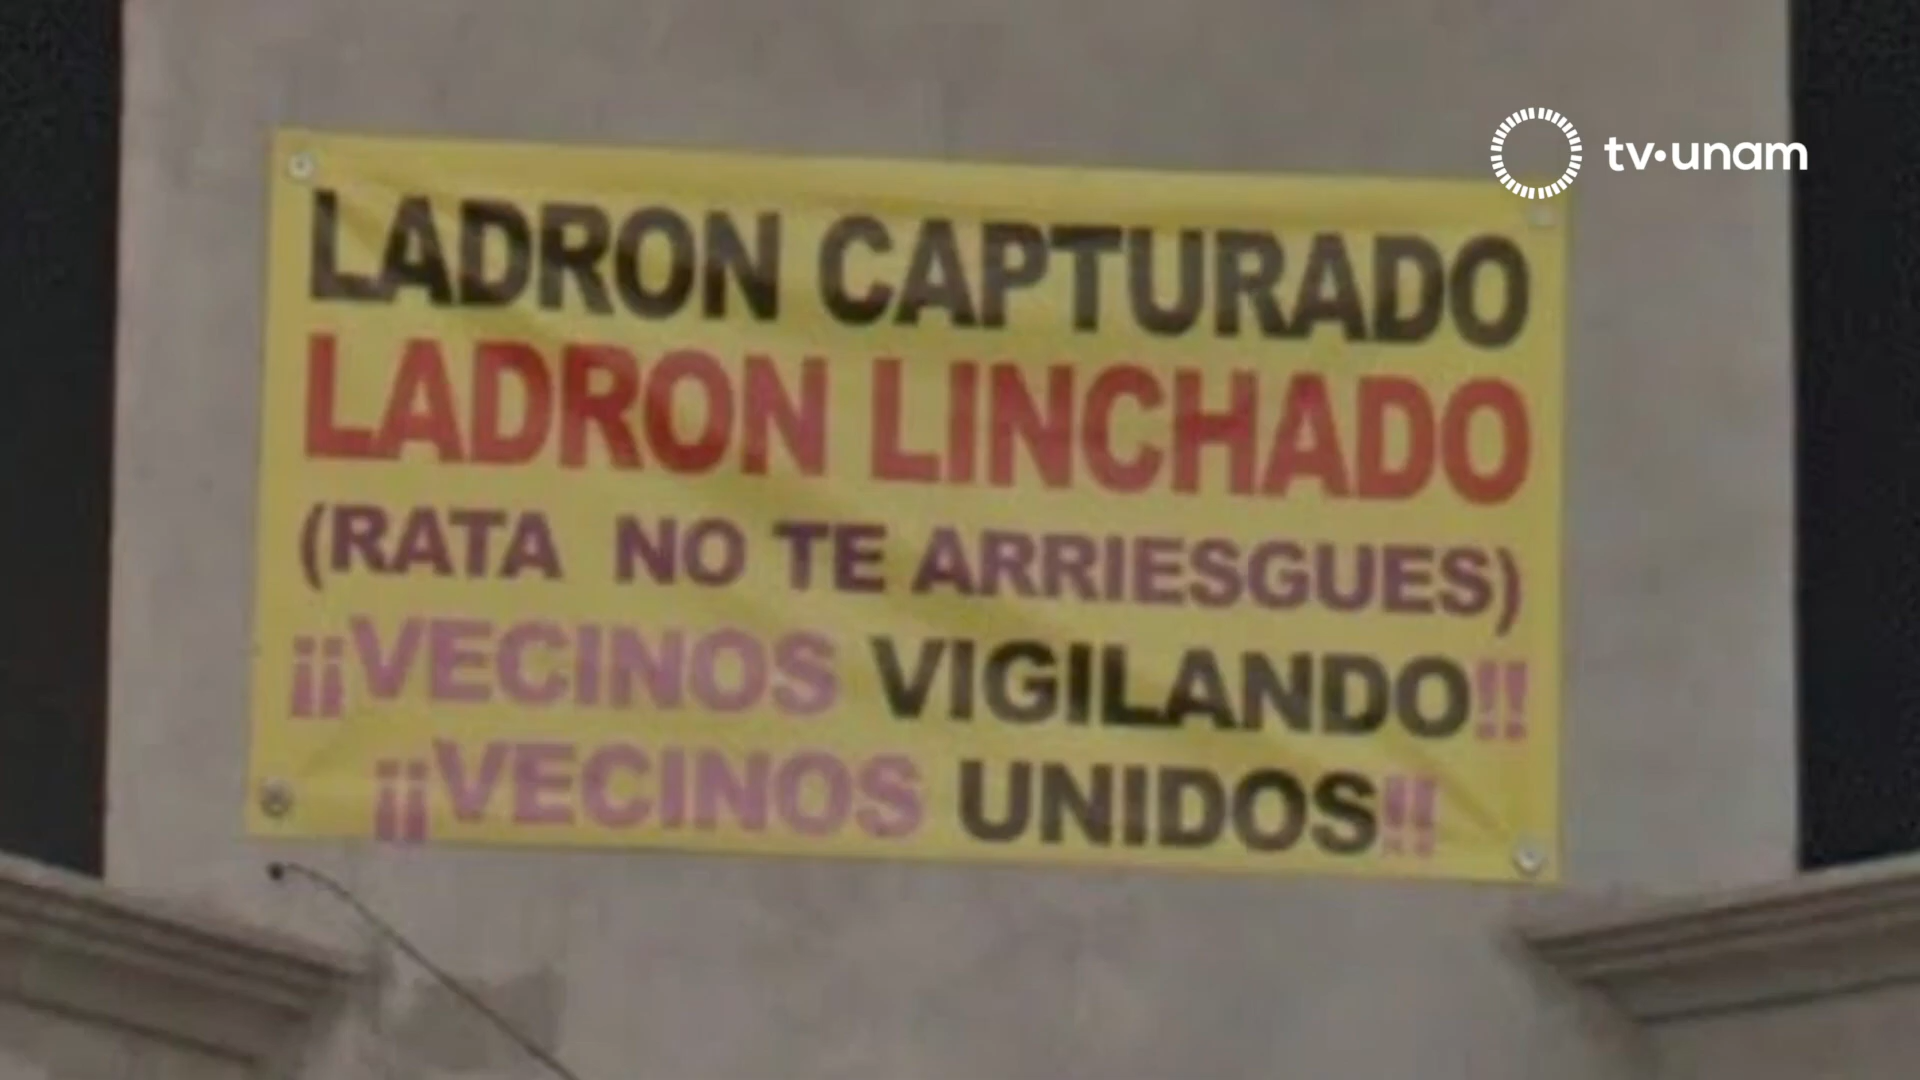 tv·unam
LADRON CAPTURADO
LADRON LINCHADO
(RATA NO TE ARRIESGUES)
¡¡VECINOS VIGILANDO!!
¡¡VECINOS UNIDOS!!